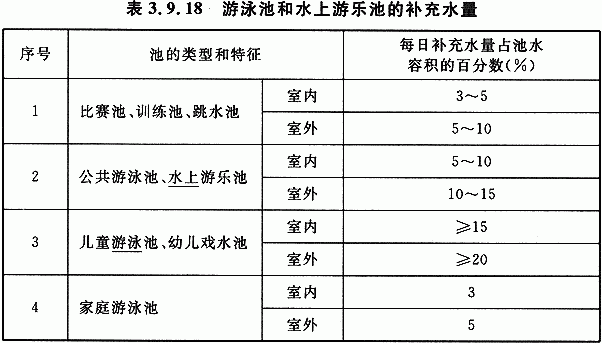 表 3.9.18 游泳池和水上游乐池的补充水量
序号 池的类型和特征 每日补充水量占池水
容积的百分数(%)
1 比赛池、训练池、跳水池 室内 3～5
室外 5～10
2 公共游泳池、水上游乐池 室内 5～10
室外 10～15
3 儿童游泳池、幼儿戏水池 室内 ≥15
室外 ≥20
4 家庭游泳池 室内 3
室外 5